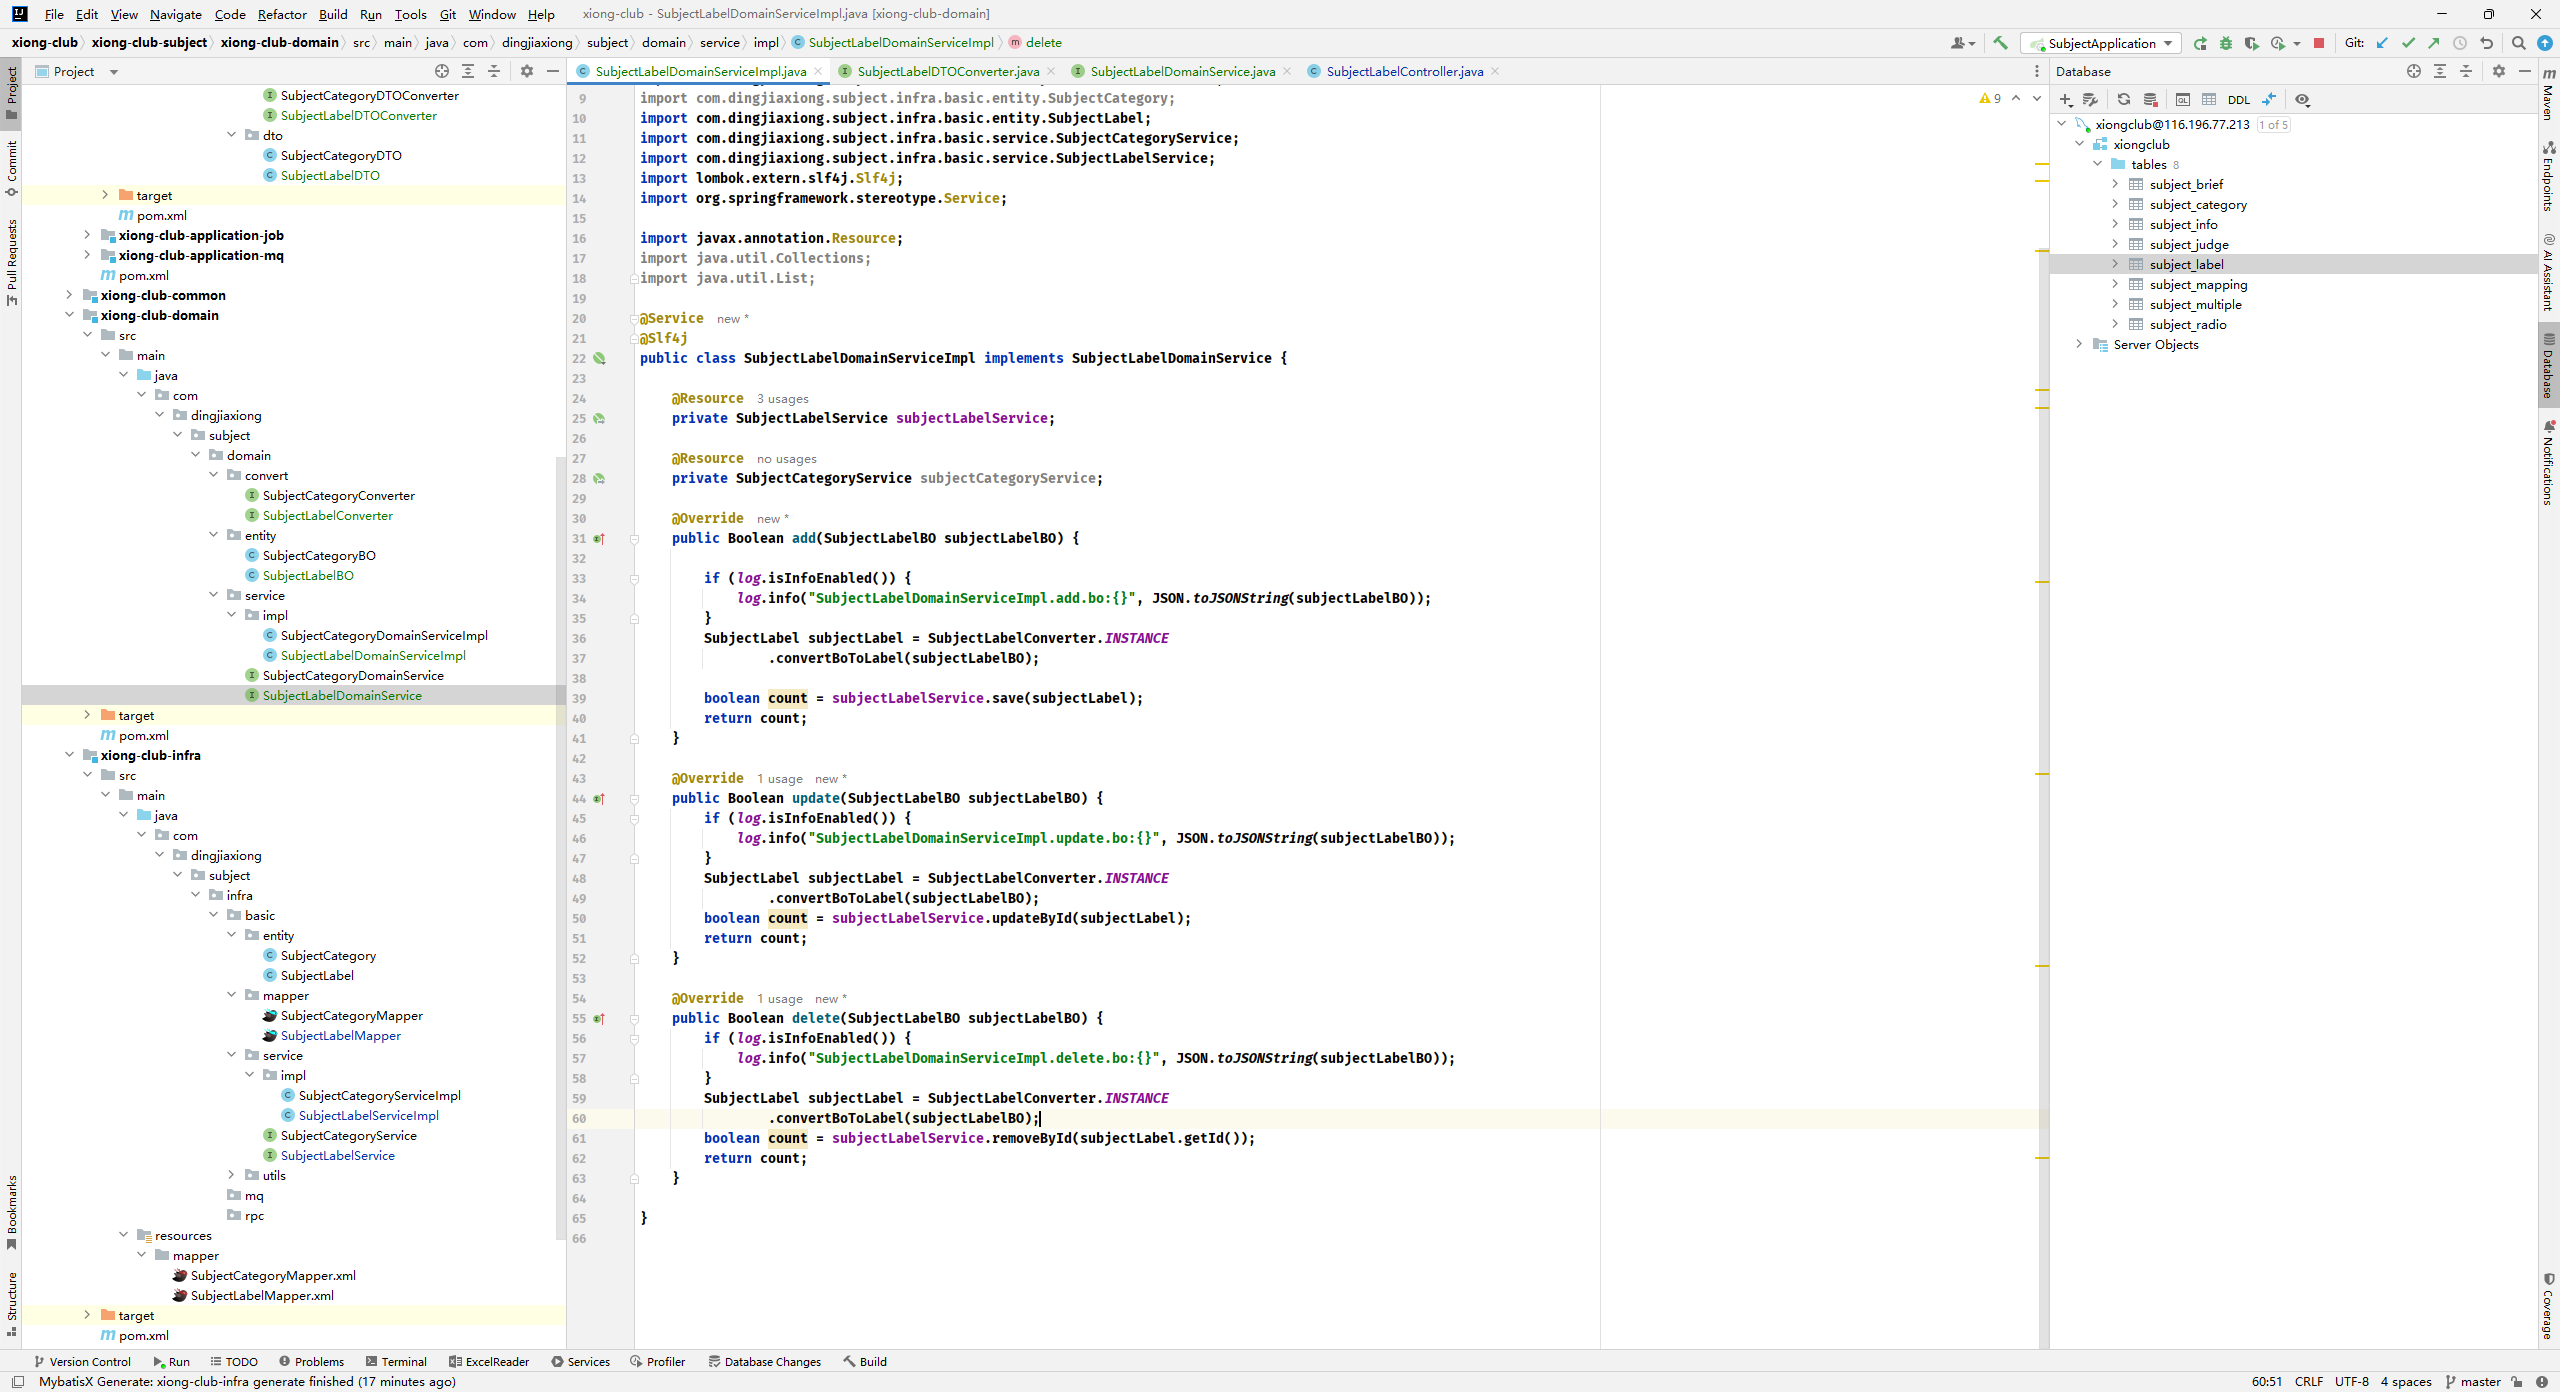 File Edit View Navigate Code Refactor Build Run Tools Git Window Help xiong-club - SubjectLabelDomainServiceImpl.java [xiong-club-domain]
xiong-club xiong-club-subject xiong-club-domain src main java com dingjiaxiong subject domain service impl SubjectLabelDomainServiceImpl delete SubjectApplication Git:
Project
SubjectLabelDomainServiceImpl.java SubjectLabelDTOConverter.java SubjectLabelDomainService.java SubjectLabelController.java
Database
Project
Commit
Pull Requests
Bookmarks
Structure
SubjectCategoryDTOConverter
SubjectLabelDTOConverter
dto
SubjectCategoryDTO
SubjectLabelDTO
target
pom.xml
xiong-club-application-job
xiong-club-application-mq
pom.xml
xiong-club-common
xiong-club-domain
src
main
java
com
dingjiaxiong
subject
domain
convert
SubjectCategoryConverter
SubjectLabelConverter
entity
SubjectCategoryBO
SubjectLabelBO
service
impl
SubjectCategoryDomainServiceImpl
SubjectLabelDomainServiceImpl
SubjectCategoryDomainService
SubjectLabelDomainService
target
pom.xml
xiong-club-infra
src
main
java
com
dingjiaxiong
subject
infra
basic
entity
SubjectCategory
SubjectLabel
mapper
SubjectCategoryMapper
SubjectLabelMapper
service
impl
SubjectCategoryServiceImpl
SubjectLabelServiceImpl
SubjectCategoryService
SubjectLabelService
utils
mq
rpc
resources
mapper
SubjectCategoryMapper.xml
SubjectLabelMapper.xml
target
pom.xml
9 import com.dingjiaxiong.subject.infra.basic.entity.SubjectCategory;
10 import com.dingjiaxiong.subject.infra.basic.entity.SubjectLabel;
11 import com.dingjiaxiong.subject.infra.basic.service.SubjectCategoryService;
12 import com.dingjiaxiong.subject.infra.basic.service.SubjectLabelService;
13 import lombok.extern.slf4j.Slf4j;
14 import org.springframework.stereotype.Service;
15
16 import javax.annotation.Resource;
17 import java.util.Collections;
18 import java.util.List;
19
20 @Service new *
21 @Slf4j
22 public class SubjectLabelDomainServiceImpl implements SubjectLabelDomainService {
23
24 @Resource 3 usages
25 private SubjectLabelService subjectLabelService;
26
27 @Resource no usages
28 private SubjectCategoryService subjectCategoryService;
29
30 @Override new *
31 public Boolean add(SubjectLabelBO subjectLabelBO) {
32
33 if (log.isInfoEnabled()) {
34 log.info("SubjectLabelDomainServiceImpl.add.bo:{}", JSON.toJSONString(subjectLabelBO));
35 }
36 SubjectLabel subjectLabel = SubjectLabelConverter.INSTANCE
37 .convertBoToLabel(subjectLabelBO);
38
39 boolean count = subjectLabelService.save(subjectLabel);
40 return count;
41 }
42
43 @Override 1 usage new *
44 public Boolean update(SubjectLabelBO subjectLabelBO) {
45 if (log.isInfoEnabled()) {
46 log.info("SubjectLabelDomainServiceImpl.update.bo:{}", JSON.toJSONString(subjectLabelBO));
47 }
48 SubjectLabel subjectLabel = SubjectLabelConverter.INSTANCE
49 .convertBoToLabel(subjectLabelBO);
50 boolean count = subjectLabelService.updateById(subjectLabel);
51 return count;
52 }
53
54 @Override 1 usage new *
55 public Boolean delete(SubjectLabelBO subjectLabelBO) {
56 if (log.isInfoEnabled()) {
57 log.info("SubjectLabelDomainServiceImpl.delete.bo:{}", JSON.toJSONString(subjectLabelBO));
58 }
59 SubjectLabel subjectLabel = SubjectLabelConverter.INSTANCE
60 .convertBoToLabel(subjectLabelBO);
61 boolean count = subjectLabelService.removeById(subjectLabel.getId());
62 return count;
63 }
64
65 }
66
9
DDL
xiongclub@116.196.77.213 1 of 5
xiongclub
tables 8
subject_brief
subject_category
subject_info
subject_judge
subject_label
subject_mapping
subject_multiple
subject_radio
Server Objects
Maven
Endpoints
AI Assistant
Database
Notifications
Coverage
Version Control Run TODO Problems Terminal ExcelReader Services Profiler Database Changes Build
MybatisX Generate: xiong-club-infra generate finished (17 minutes ago) 60:51 CRLF UTF-8 4 spaces master